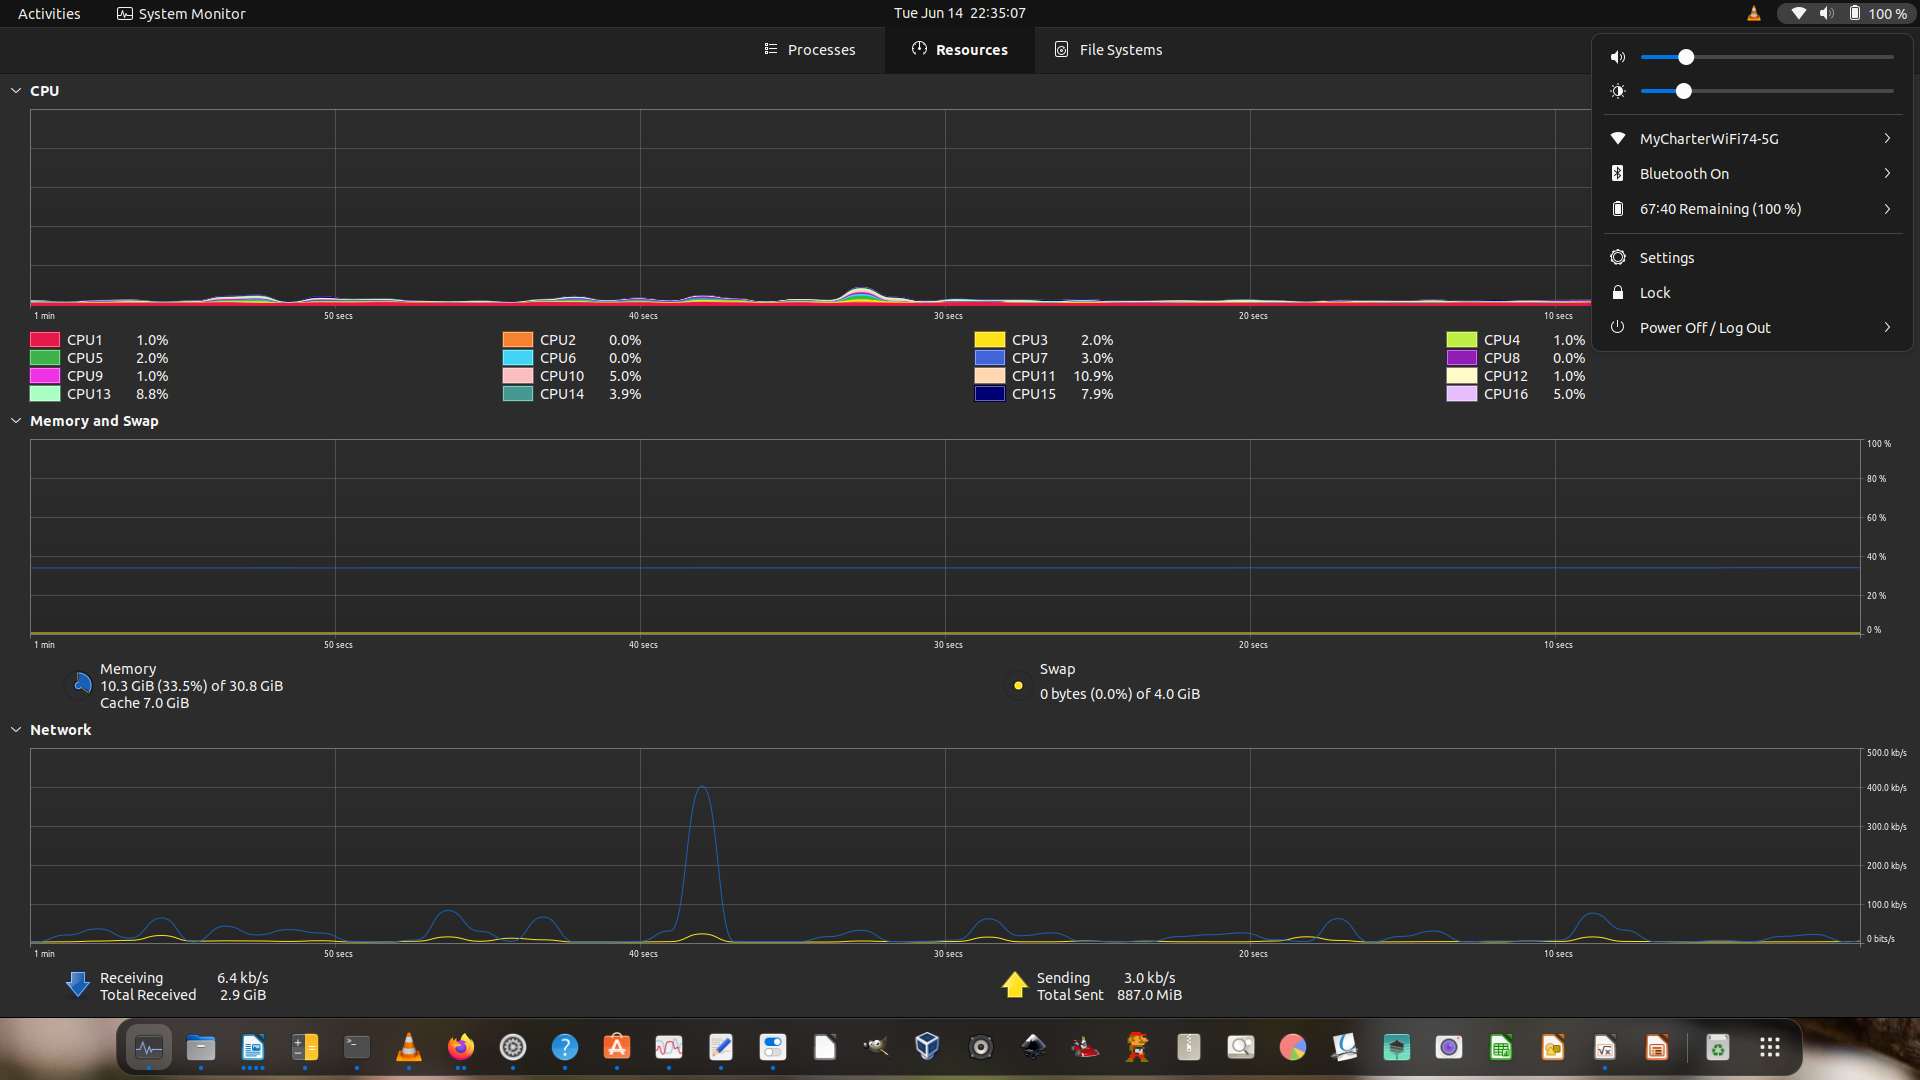 Activities System Monitor Tue Jun 14 22:35:07 100 %
Processes Resources File Systems
CPU
1 min 50 secs 40 secs 30 secs 20 secs 10 secs
CPU1 1.0% CPU2 0.0% CPU3 2.0% CPU4 1.0%
CPU5 2.0% CPU6 0.0% CPU7 3.0% CPU8 0.0%
CPU9 1.0% CPU10 5.0% CPU11 10.9% CPU12 1.0%
CPU13 8.8% CPU14 3.9% CPU15 7.9% CPU16 5.0%
MyCharterWiFi74-5G
Bluetooth On
67:40 Remaining (100 %)
Settings
Lock
Power Off / Log Out
Memory and Swap
100 %
80 %
60 %
40 %
20 %
0 %
1 min 50 secs 40 secs 30 secs 20 secs 10 secs
Memory
10.3 GiB (33.5%) of 30.8 GiB
Cache 7.0 GiB
Swap
0 bytes (0.0%) of 4.0 GiB
Network
500.0 kb/s
400.0 kb/s
300.0 kb/s
200.0 kb/s
100.0 kb/s
0 bits/s
1 min 50 secs 40 secs 30 secs 20 secs 10 secs
Receiving 6.4 kb/s
Total Received 2.9 GiB
Sending 3.0 kb/s
Total Sent 887.0 MiB